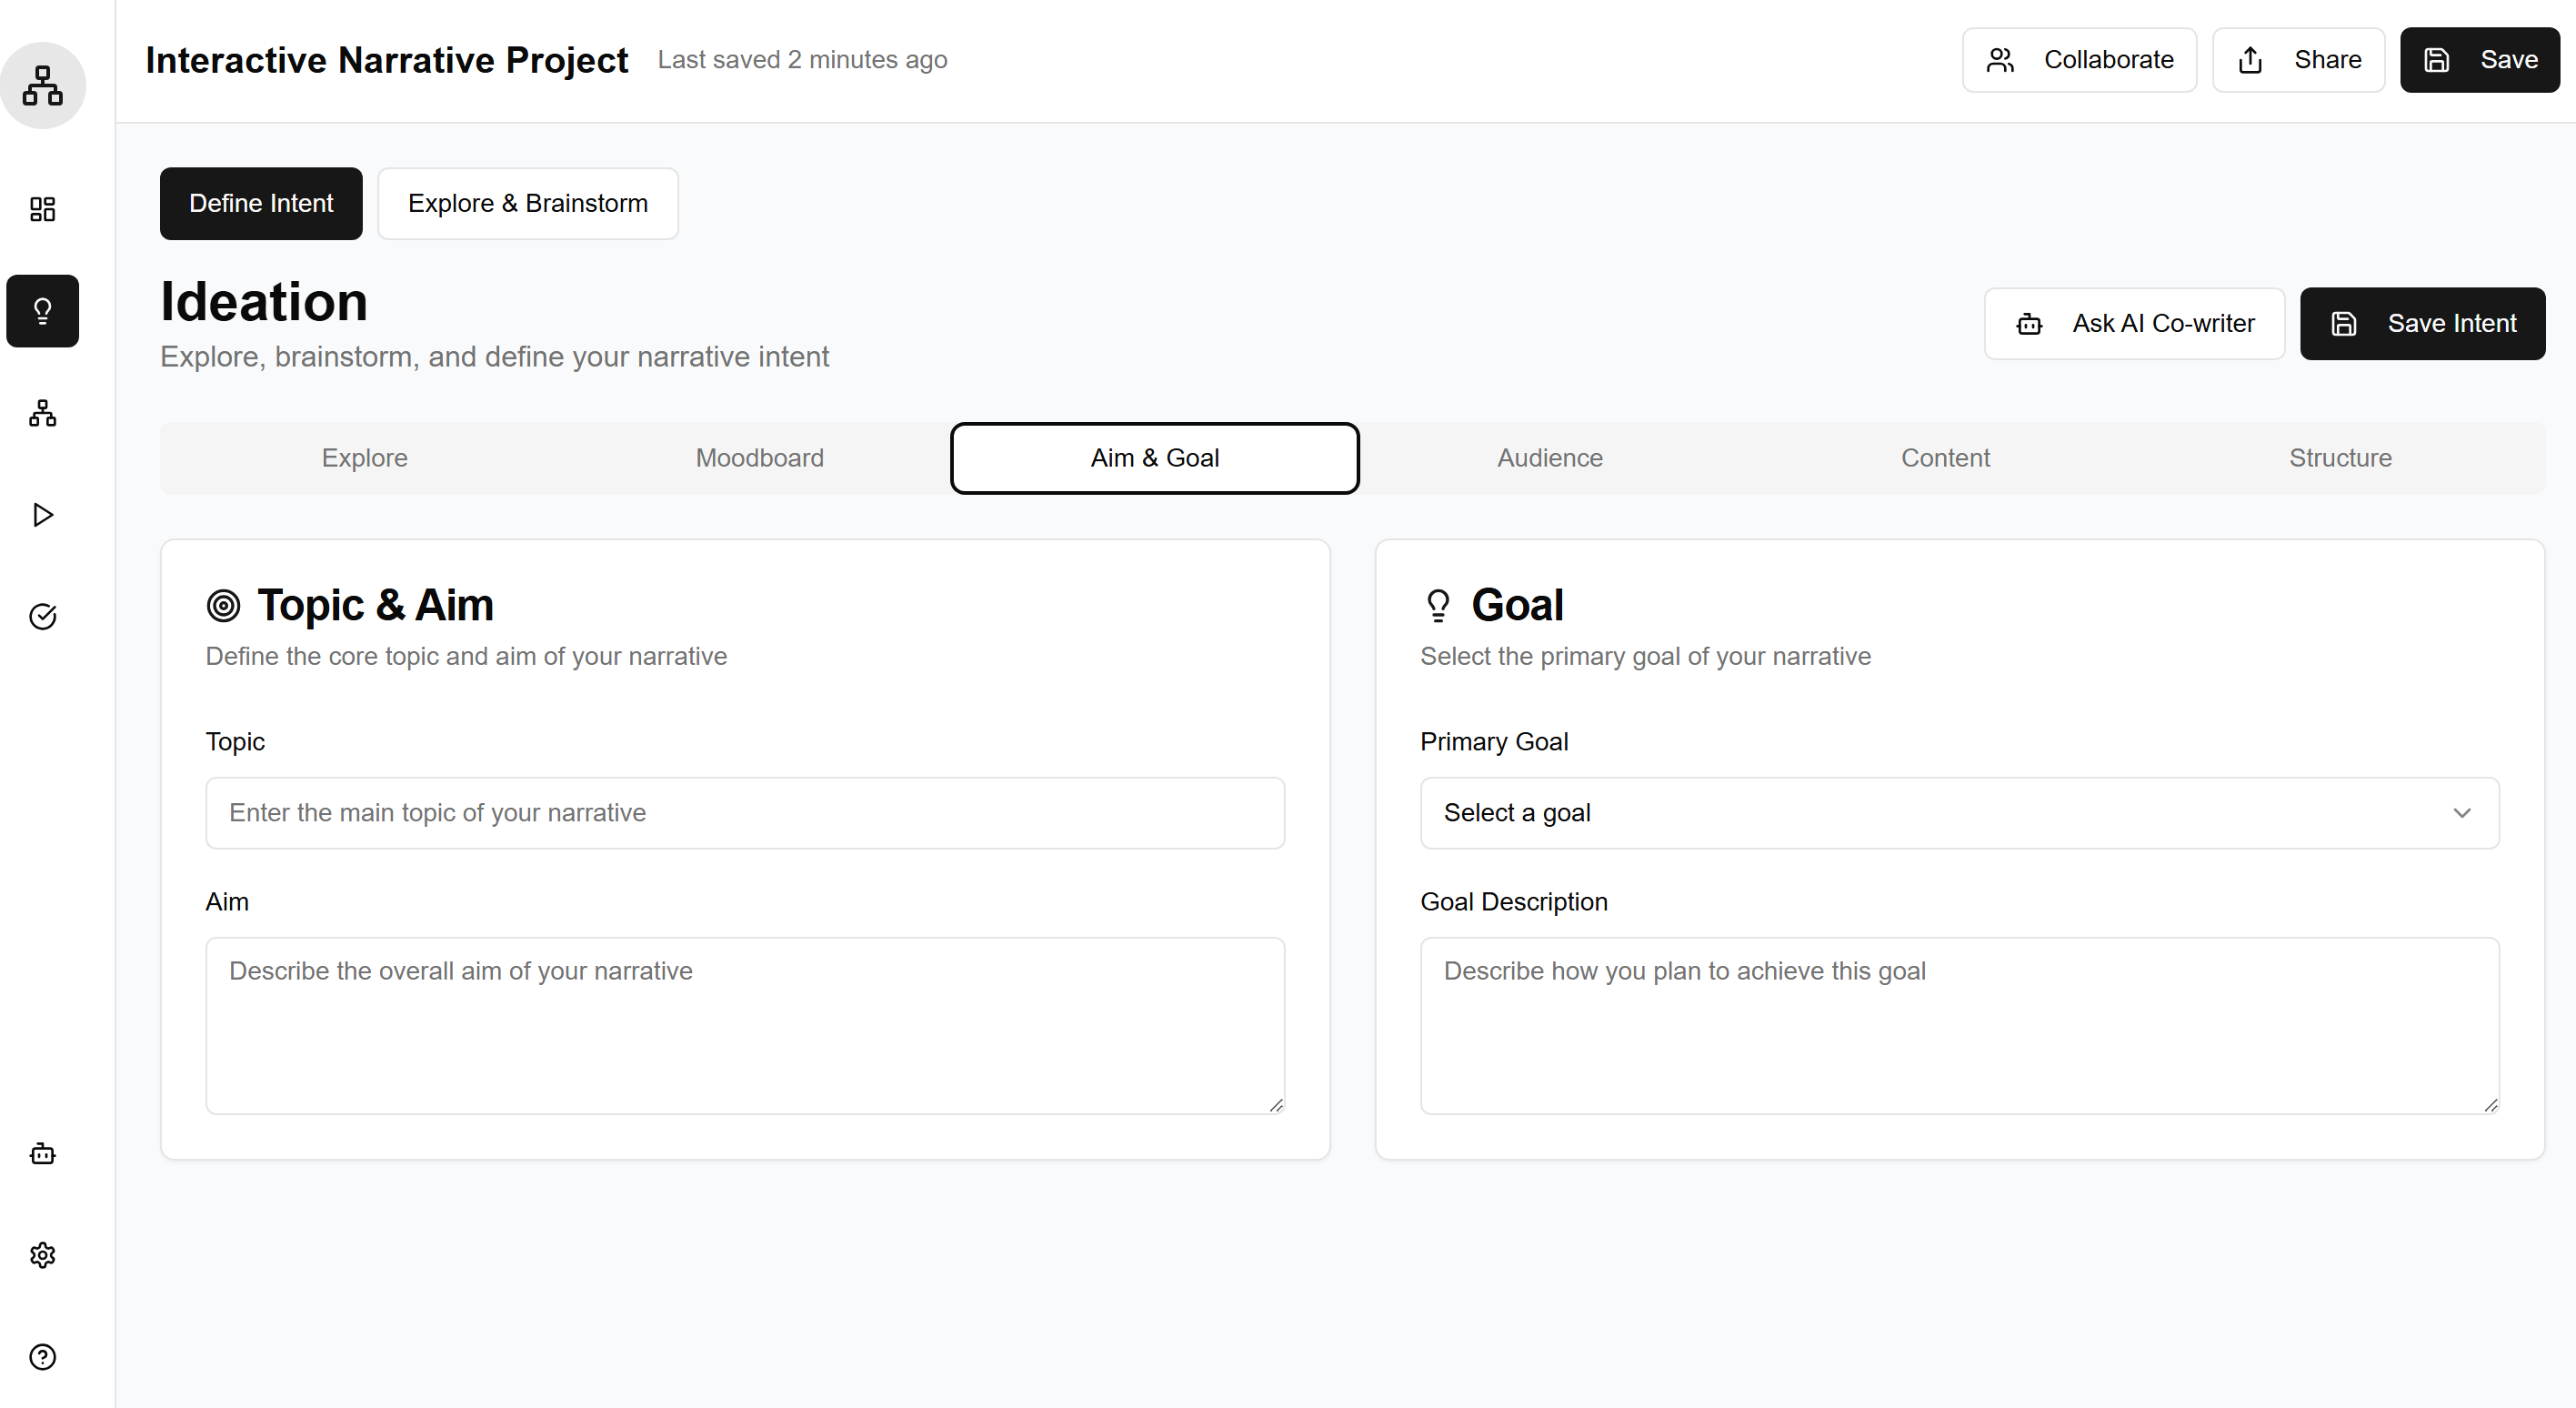 Interactive Narrative Project
Last saved 2 minutes ago
Collaborate
Share
Save
Define Intent
Explore & Brainstorm
Ideation
Explore, brainstorm, and define your narrative intent
Ask AI Co-writer
Save Intent
Explore
Moodboard
Aim & Goal
Audience
Content
Structure
Topic & Aim
Define the core topic and aim of your narrative
Topic
Enter the main topic of your narrative
Aim
Describe the overall aim of your narrative
Goal
Select the primary goal of your narrative
Primary Goal
Select a goal
Goal Description
Describe how you plan to achieve this goal